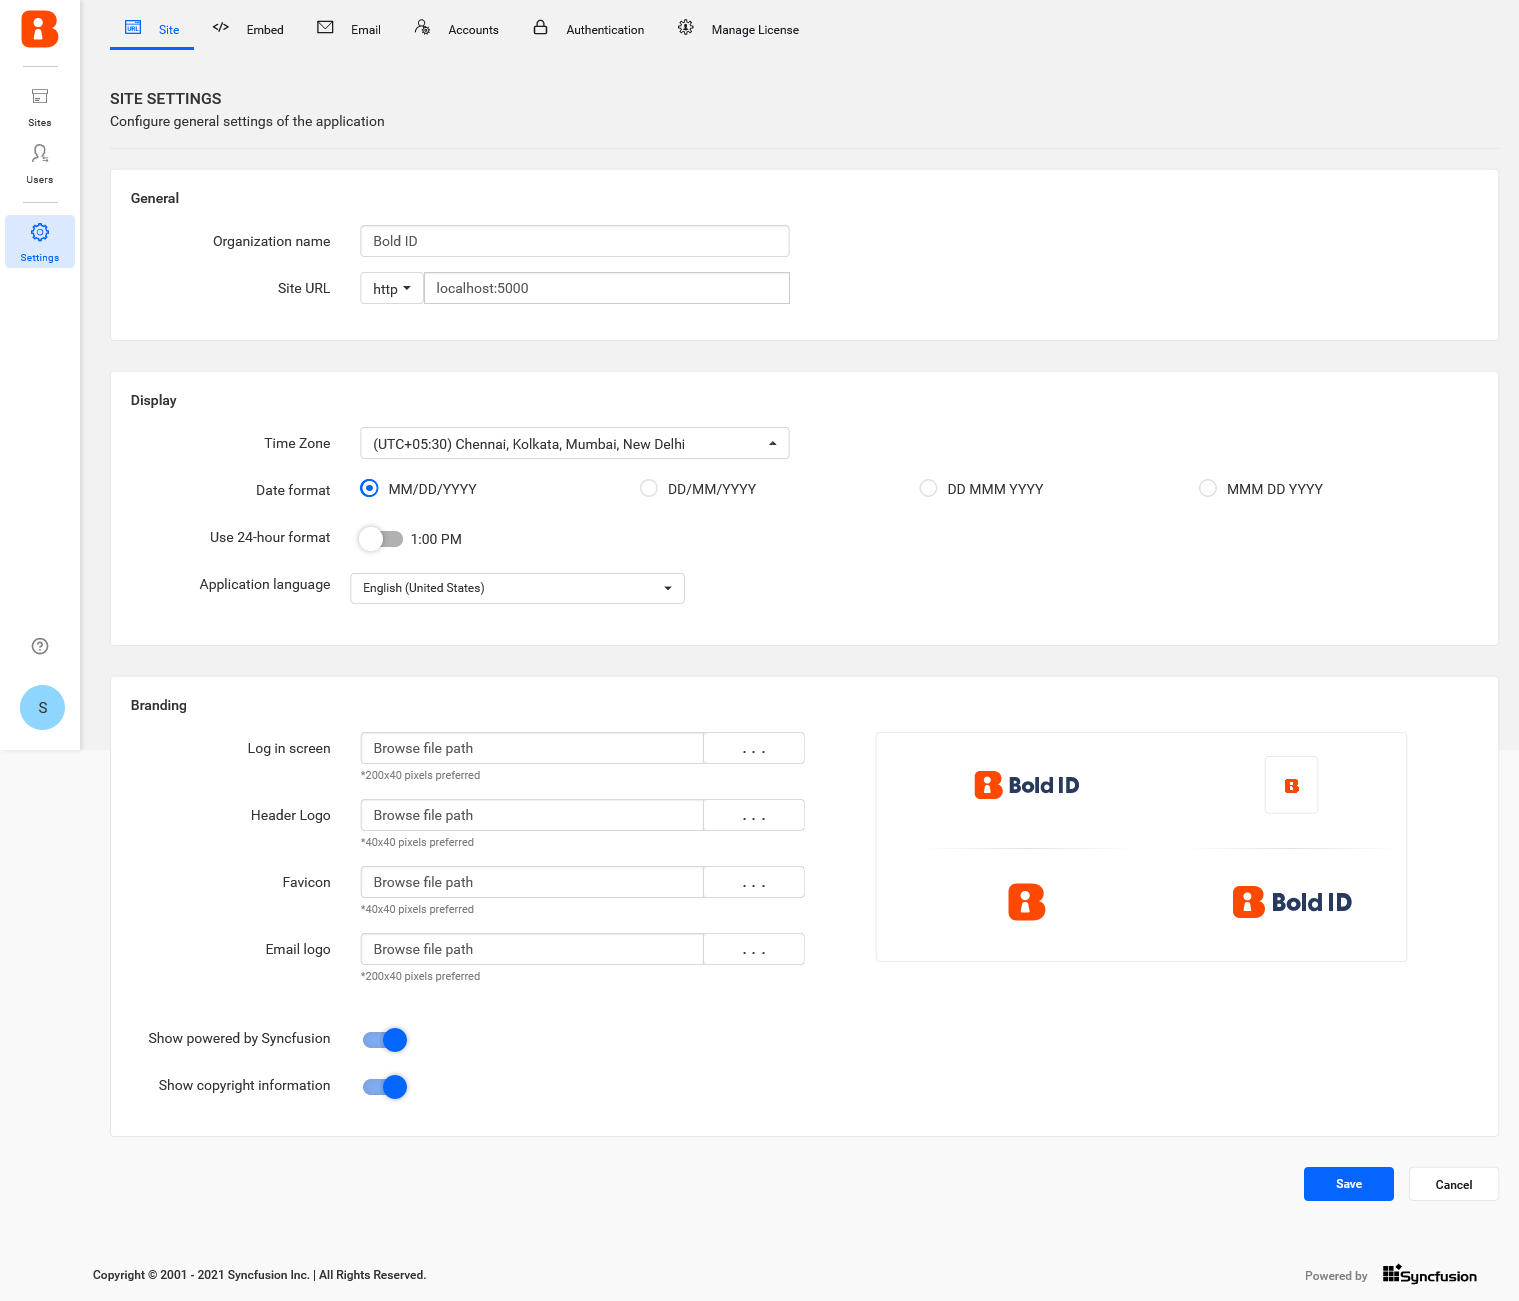 URL Site
Embed
Email
Accounts
Authentication
Manage License
Sites
Users
Settings
S
SITE SETTINGS
Configure general settings of the application
General
Organization name
Bold ID
Site URL
http
localhost:5000
Display
Time Zone
(UTC+05:30) Chennai, Kolkata, Mumbai, New Delhi
Date format
MM/DD/YYYY
DD/MM/YYYY
DD MMM YYYY
MMM DD YYYY
Use 24-hour format
1:00 PM
Application language
English (United States)
Branding
Log in screen
Browse file path
. . .
*200x40 pixels preferred
Header Logo
Browse file path
. . .
*40x40 pixels preferred
Favicon
Browse file path
. . .
*40x40 pixels preferred
Email logo
Browse file path
. . .
*200x40 pixels preferred
Bold ID
Bold ID
Show powered by Syncfusion
Show copyright information
Save
Cancel
Copyright © 2001 - 2021 Syncfusion Inc. | All Rights Reserved.
Powered by Syncfusion